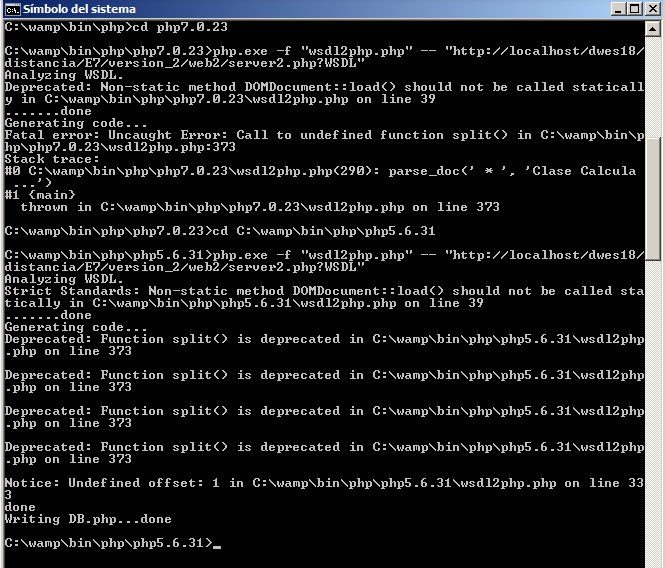 Símbolo del sistema
C:\wamp\bin\php>cd php7.0.23
C:\wamp\bin\php\php7.0.23>php.exe -f "wsdl2php.php" -- "http://localhost/dwes18/
distancia/E7/version_2/web2/server2.php?WSDL"
Analyzing WSDL.
Deprecated: Non-static method DOMDocument::load() should not be called staticall
y in C:\wamp\bin\php\php7.0.23\wsdl2php.php on line 39
.......done
Generating code...
Fatal error: Uncaught Error: Call to undefined function split() in C:\wamp\bin\p
hp\php7.0.23\wsdl2php.php:373
Stack trace:
#0 C:\wamp\bin\php\php7.0.23\wsdl2php.php(290): parse_doc(' * ', 'Clase Calcula
 ...')
#1 {main}
  thrown in C:\wamp\bin\php\php7.0.23\wsdl2php.php on line 373
C:\wamp\bin\php\php7.0.23>cd C:\wamp\bin\php\php5.6.31
C:\wamp\bin\php\php5.6.31>php.exe -f "wsdl2php.php" -- "http://localhost/dwes18/
distancia/E7/version_2/web2/server2.php?WSDL"
Analyzing WSDL.
Strict Standards: Non-static method DOMDocument::load() should not be called sta
tically in C:\wamp\bin\php\php5.6.31\wsdl2php.php on line 39
.......done
Generating code...
Deprecated: Function split() is deprecated in C:\wamp\bin\php\php5.6.31\wsdl2php
.php on line 373
Deprecated: Function split() is deprecated in C:\wamp\bin\php\php5.6.31\wsdl2php
.php on line 373
Deprecated: Function split() is deprecated in C:\wamp\bin\php\php5.6.31\wsdl2php
.php on line 373
Deprecated: Function split() is deprecated in C:\wamp\bin\php\php5.6.31\wsdl2php
.php on line 373
Notice: Undefined offset: 1 in C:\wamp\bin\php\php5.6.31\wsdl2php.php on line 33
3
done
Writing DB.php...done
C:\wamp\bin\php\php5.6.31>_